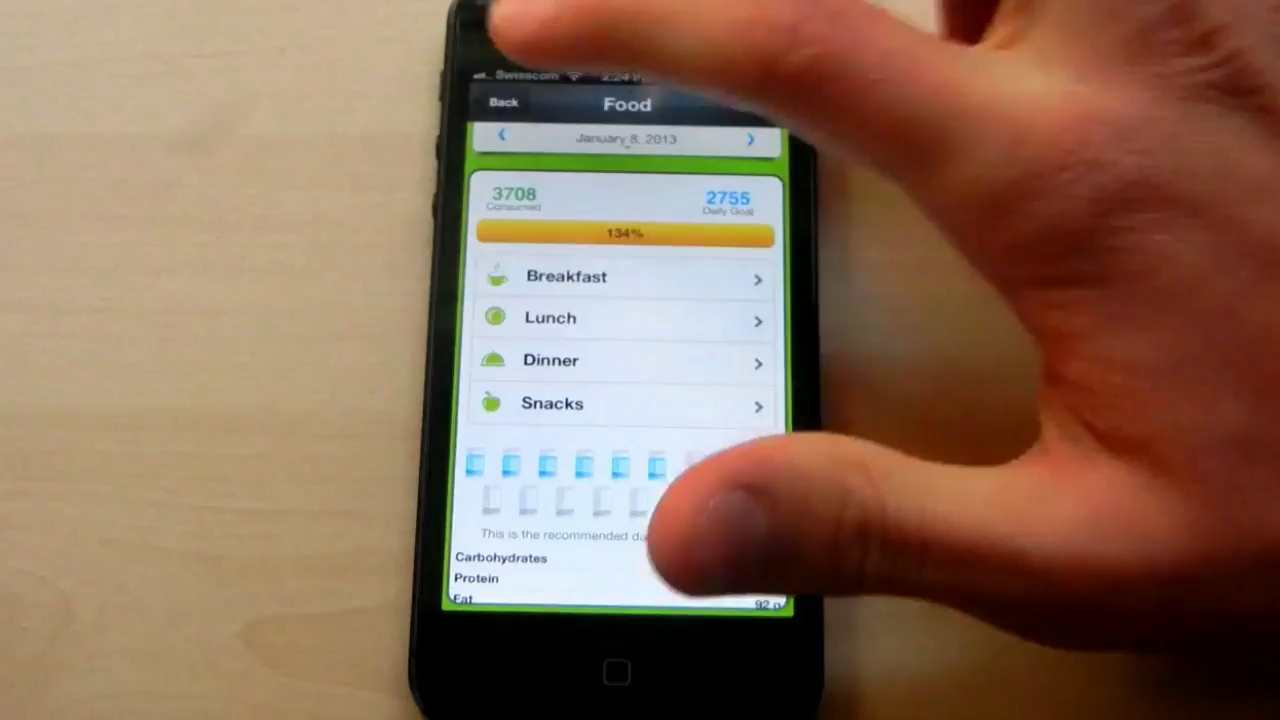 Swisscom
Back
Food
January 8, 2013
3708
2755
Consumed
Daily Goal
134%
Breakfast
Lunch
Dinner
Snacks
This is the recommended
Carbohydrates
Protein
Fat
92 g